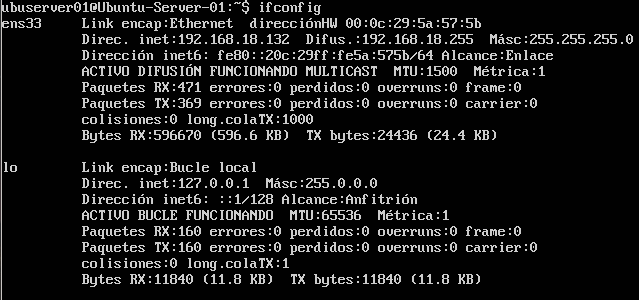 ubuserver01@Ubuntu-Server-01:~$ ifconfig
ens33 Link encap:Ethernet direcciónHW 00:0c:29:5a:57:5b
Direc. inet:192.168.18.132 Difus.:192.168.18.255 Másc:255.255.255.0
Dirección inet6: fe80::20c:29ff:fe5a:575b/64 Alcance:Enlace
ACTIVO DIFUSIÓN FUNCIONANDO MULTICAST MTU:1500 Métrica:1
Paquetes RX:471 errores:0 perdidos:0 overruns:0 frame:0
Paquetes TX:369 errores:0 perdidos:0 overruns:0 carrier:0
colisiones:0 long.colaTX:1000
Bytes RX:596670 (596.6 KB) TX bytes:24436 (24.4 KB)
lo Link encap:Bucle local
Direc. inet:127.0.0.1 Másc:255.0.0.0
Dirección inet6: ::1/128 Alcance:Anfitrión
ACTIVO BUCLE FUNCIONANDO MTU:65536 Métrica:1
Paquetes RX:160 errores:0 perdidos:0 overruns:0 frame:0
Paquetes TX:160 errores:0 perdidos:0 overruns:0 carrier:0
colisiones:0 long.colaTX:1
Bytes RX:11840 (11.8 KB) TX bytes:11840 (11.8 KB)